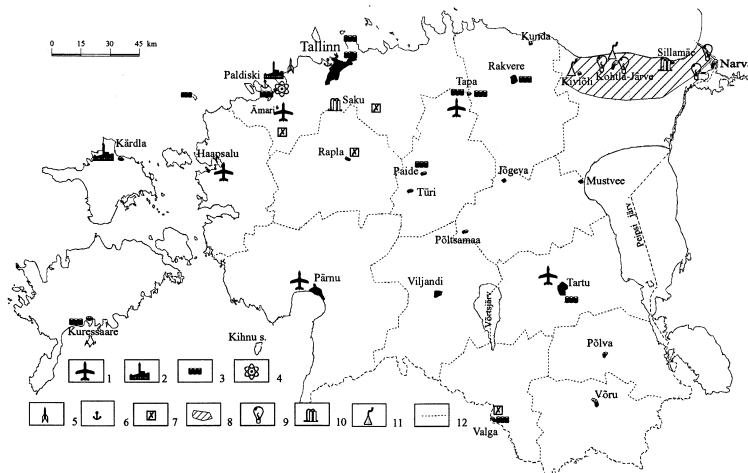 0 15 30 45 km
Kunda
Tallinn
Sillamäe
Narva
Rakvere
Kohtla-Järve
Kiviõli
Paldiski
Tapa
Saku
Ämari
Kärdla
Haapsalu
Rapla
Paide
Jõgeva
Mustvee
Türi
Peipsi järv
Põltsamaa
Pärnu
Viljandi
Tartu
Võrtsjärv
Kuressaare
Kihnu s.
Põlva
1 2 3 4
Võru
5 6 7 8 9 10 11 12
Valga